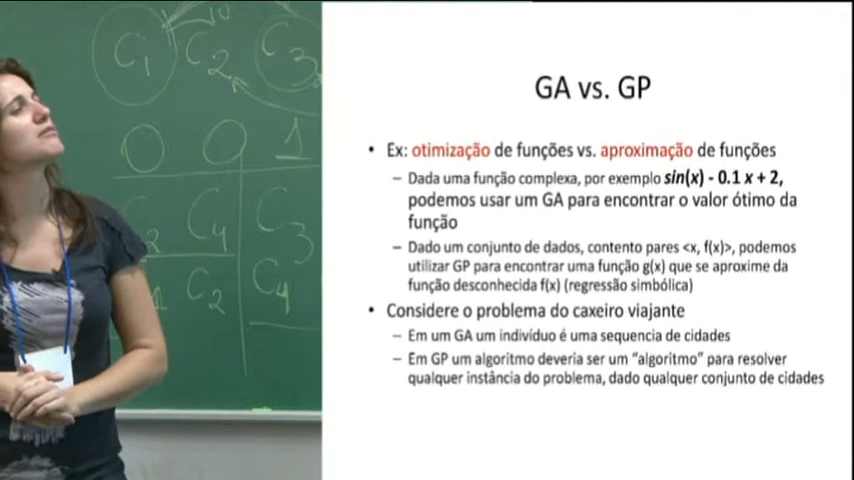 C₁ C₂ C₃
0 0 1
C₄ C₃
1 C₂ C₄
GA vs. GP
• Ex: otimização de funções vs. aproximação de funções
– Dada uma função complexa, por exemplo sin(x) - 0.1 x + 2,
podemos usar um GA para encontrar o valor ótimo da
função
– Dado um conjunto de dados, contento pares <x, f(x)>, podemos
utilizar GP para encontrar uma função g(x) que se aproxime da
função desconhecida f(x) (regressão simbólica)
• Considere o problema do caxeiro viajante
– Em um GA um indivíduo é uma sequencia de cidades
– Em GP um algoritmo deveria ser um “algoritmo” para resolver
qualquer instância do problema, dado qualquer conjunto de cidades